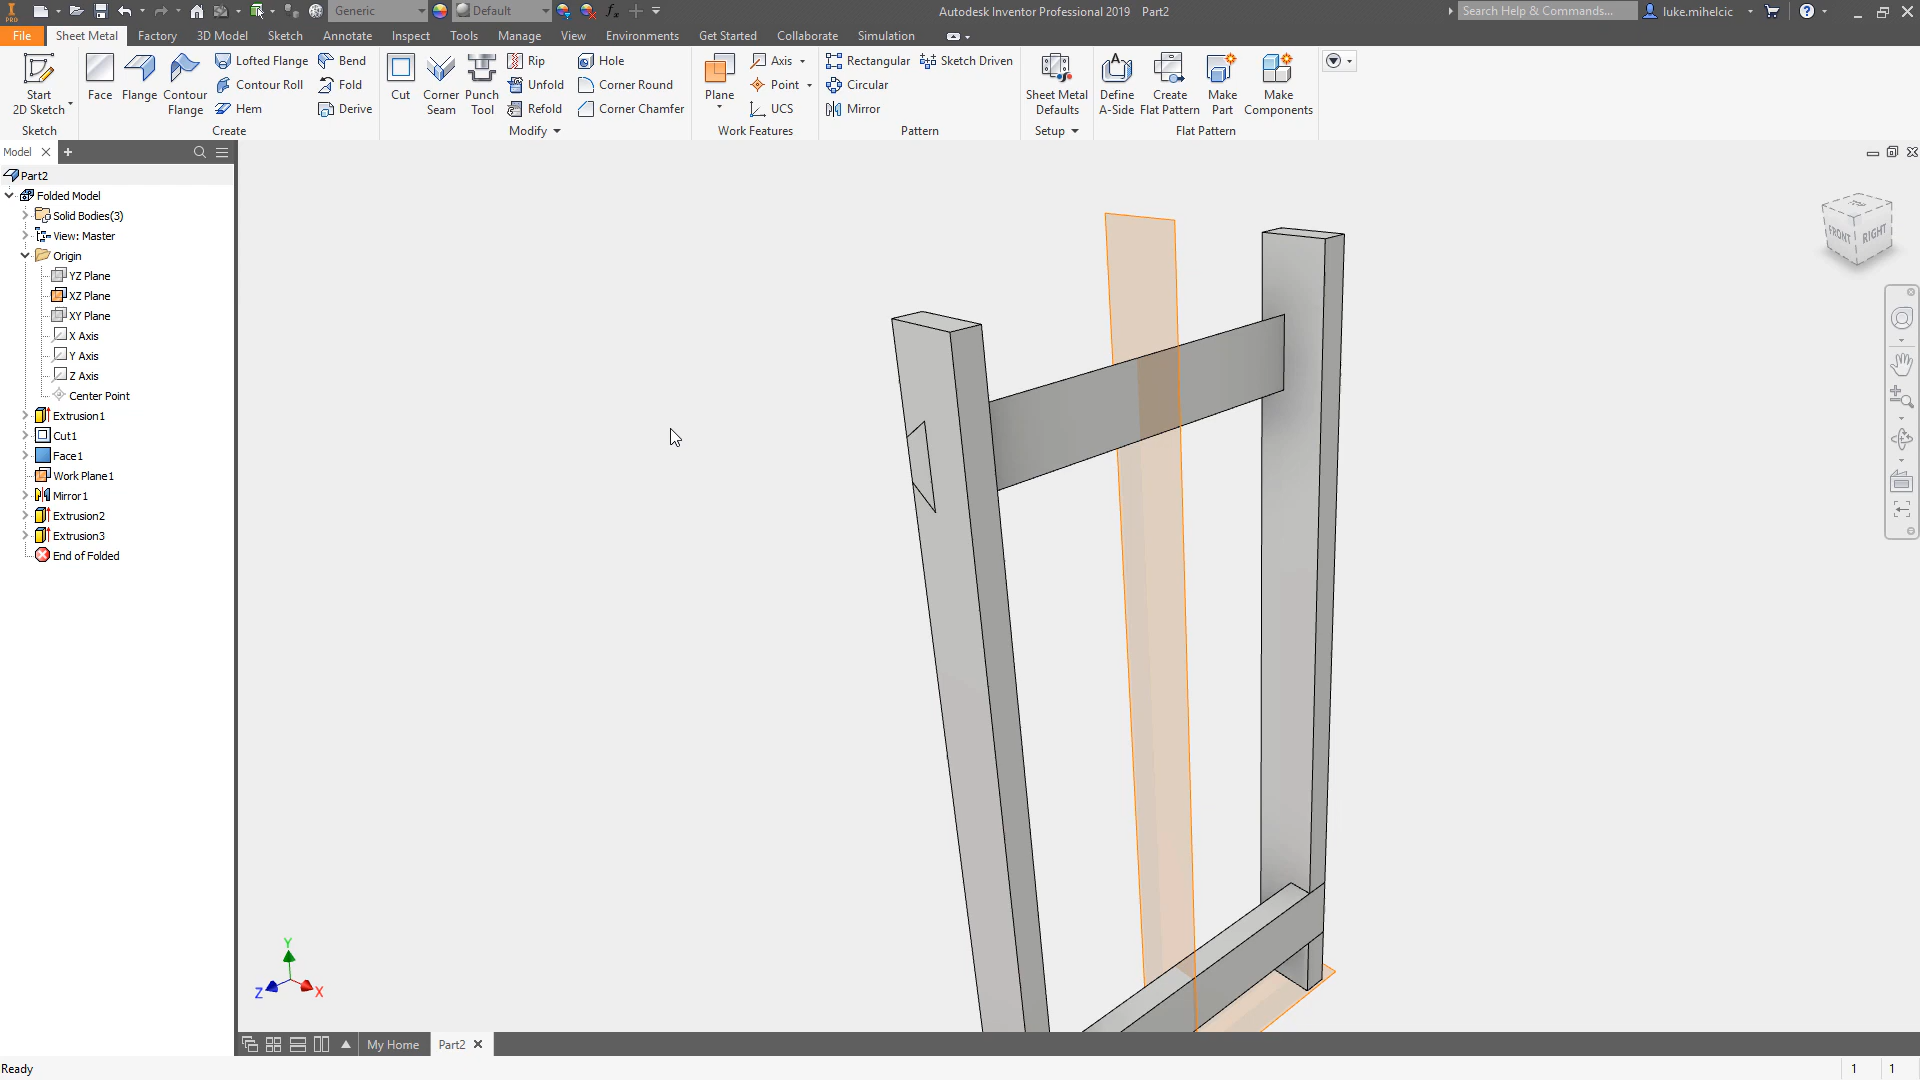 PRO
Generic
Default
Autodesk Inventor Professional 2019 Part2
Search Help & Commands...
luke.mihelcic
File Sheet Metal Factory 3D Model Sketch Annotate Inspect Tools Manage View Environments Get Started Collaborate Simulation
Start
2D Sketch
Sketch
Face
Flange
Contour
Flange
Lofted Flange
Contour Roll
Hem
Bend
Fold
Derive
Create
Cut
Corner
Seam
Punch
Tool
Rip
Unfold
Refold
Hole
Corner Round
Corner Chamfer
Modify
Plane
Axis
Point
UCS
Work Features
Rectangular
Circular
Mirror
Sketch Driven
Pattern
Sheet Metal
Defaults
Setup
Define
A-Side
Create
Flat Pattern
Make
Part
Make
Components
Flat Pattern
Model
Part2
Folded Model
Solid Bodies(3)
View: Master
Origin
YZ Plane
XZ Plane
XY Plane
X Axis
Y Axis
Z Axis
Center Point
Extrusion1
Cut1
Face1
Work Plane1
Mirror1
Extrusion2
Extrusion3
End of Folded
TOP
FRONT
RIGHT
Y
Z
X
My Home
Part2
Ready
1 1